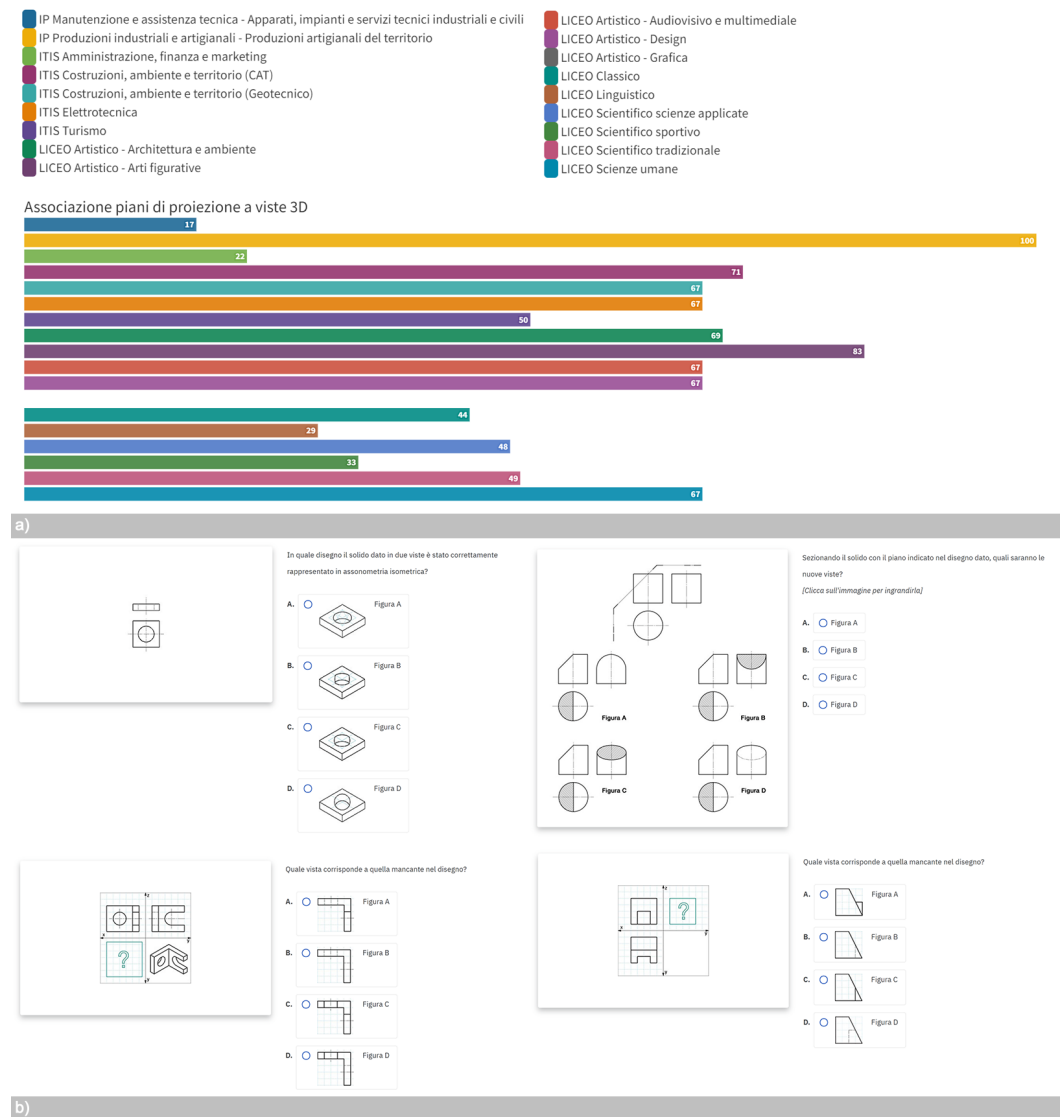 IP Manutenzione e assistenza tecnica - Apparati, impianti e servizi tecnici industriali e civili
IP Produzioni industriali e artigianali - Produzioni artigianali del territorio
ITIS Amministrazione, finanza e marketing
ITIS Costruzioni, ambiente e territorio (CAT)
ITIS Costruzioni, ambiente e territorio (Geotecnico)
ITIS Elettrotecnica
ITIS Turismo
LICEO Artistico - Architettura e ambiente
LICEO Artistico - Arti figurative
LICEO Artistico - Audiovisivo e multimediale
LICEO Artistico - Design
LICEO Artistico - Grafica
LICEO Classico
LICEO Linguistico
LICEO Scientifico scienze applicate
LICEO Scientifico sportivo
LICEO Scientifico tradizionale
LICEO Scienze umane
Associazione piani di proiezione a viste 3D
17
100
22
71
67
67
50
69
83
67
67
44
29
48
33
49
67
a)
In quale disegno il solido dato in due viste è stato correttamente
rappresentato in assonometria isometrica?
A. Figura A
B. Figura B
C. Figura C
D. Figura D
Figura A
Figura B
Figura C
Figura D
Sezionando il solido con il piano indicato nel disegno dato, quali saranno le
nuove viste?
[Clicca sull'immagine per ingrandirla]
A. Figura A
B. Figura B
C. Figura C
D. Figura D
x
z
y
y
?
Quale vista corrisponde a quella mancante nel disegno?
A. Figura A
B. Figura B
C. Figura C
D. Figura D
x
z
y
y
?
Quale vista corrisponde a quella mancante nel disegno?
A. Figura A
B. Figura B
C. Figura C
D. Figura D
b)